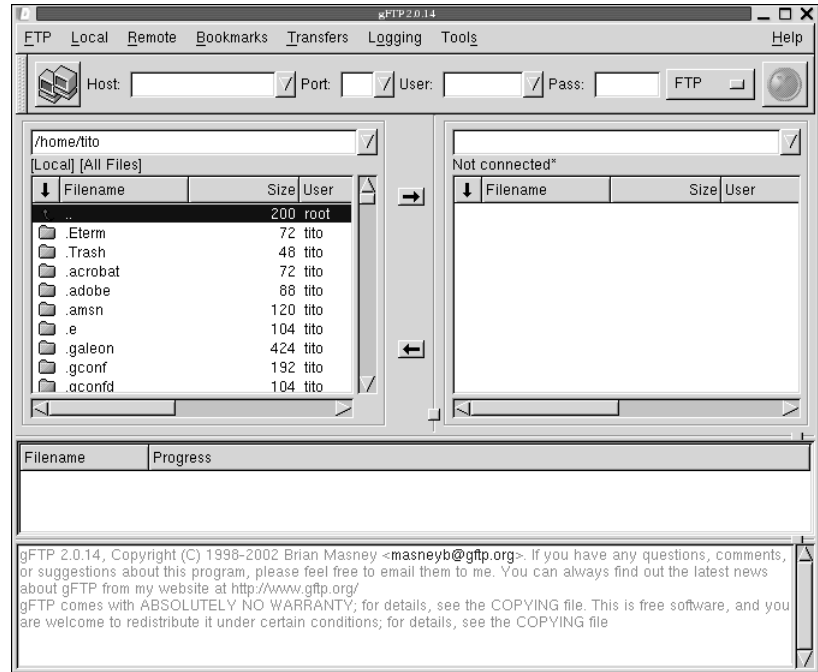 gFTP 2.0.14
FTP Local Remote Bookmarks Transfers Logging Tools Help
Host: Port: User: Pass: FTP
/home/tito
[Local] [All Files]
Filename Size User
.. 200 root
.Eterm 72 tito
.Trash 48 tito
.acrobat 72 tito
.adobe 88 tito
.amsn 120 tito
.e 104 tito
.galeon 424 tito
.gconf 192 tito
.gconfd 104 tito
Not connected*
Filename Size User
Filename Progress
gFTP 2.0.14, Copyright (C) 1998-2002 Brian Masney <masneyb@gftp.org>. If you have any questions, comments,
or suggestions about this program, please feel free to email them to me. You can always find out the latest news
about gFTP from my website at http://www.gftp.org/
gFTP comes with ABSOLUTELY NO WARRANTY; for details, see the COPYING file. This is free software, and you
are welcome to redistribute it under certain conditions; for details, see the COPYING file